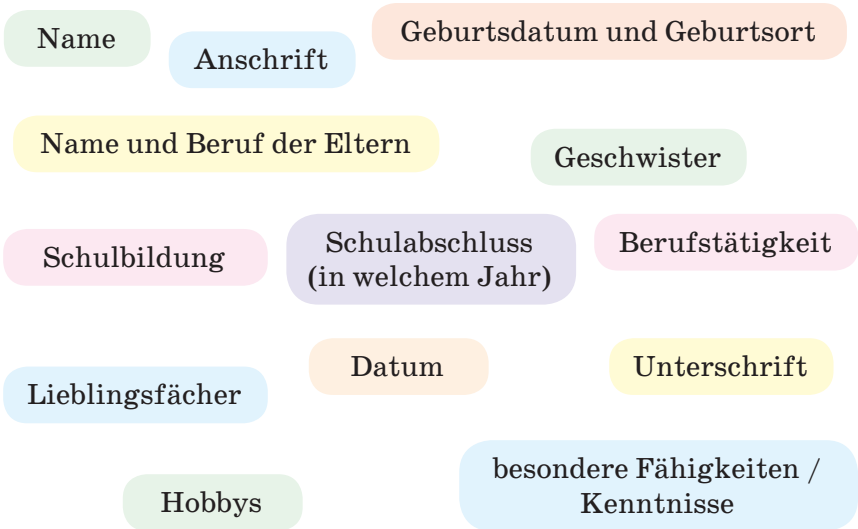 Name
Anschrift
Geburtsdatum und Geburtsort
Name und Beruf der Eltern
Geschwister
Schulbildung
Schulabschluss
(in welchem Jahr)
Berufstätigkeit
Lieblingsfächer
Datum
Unterschrift
Hobbys
besondere Fähigkeiten /
Kenntnisse